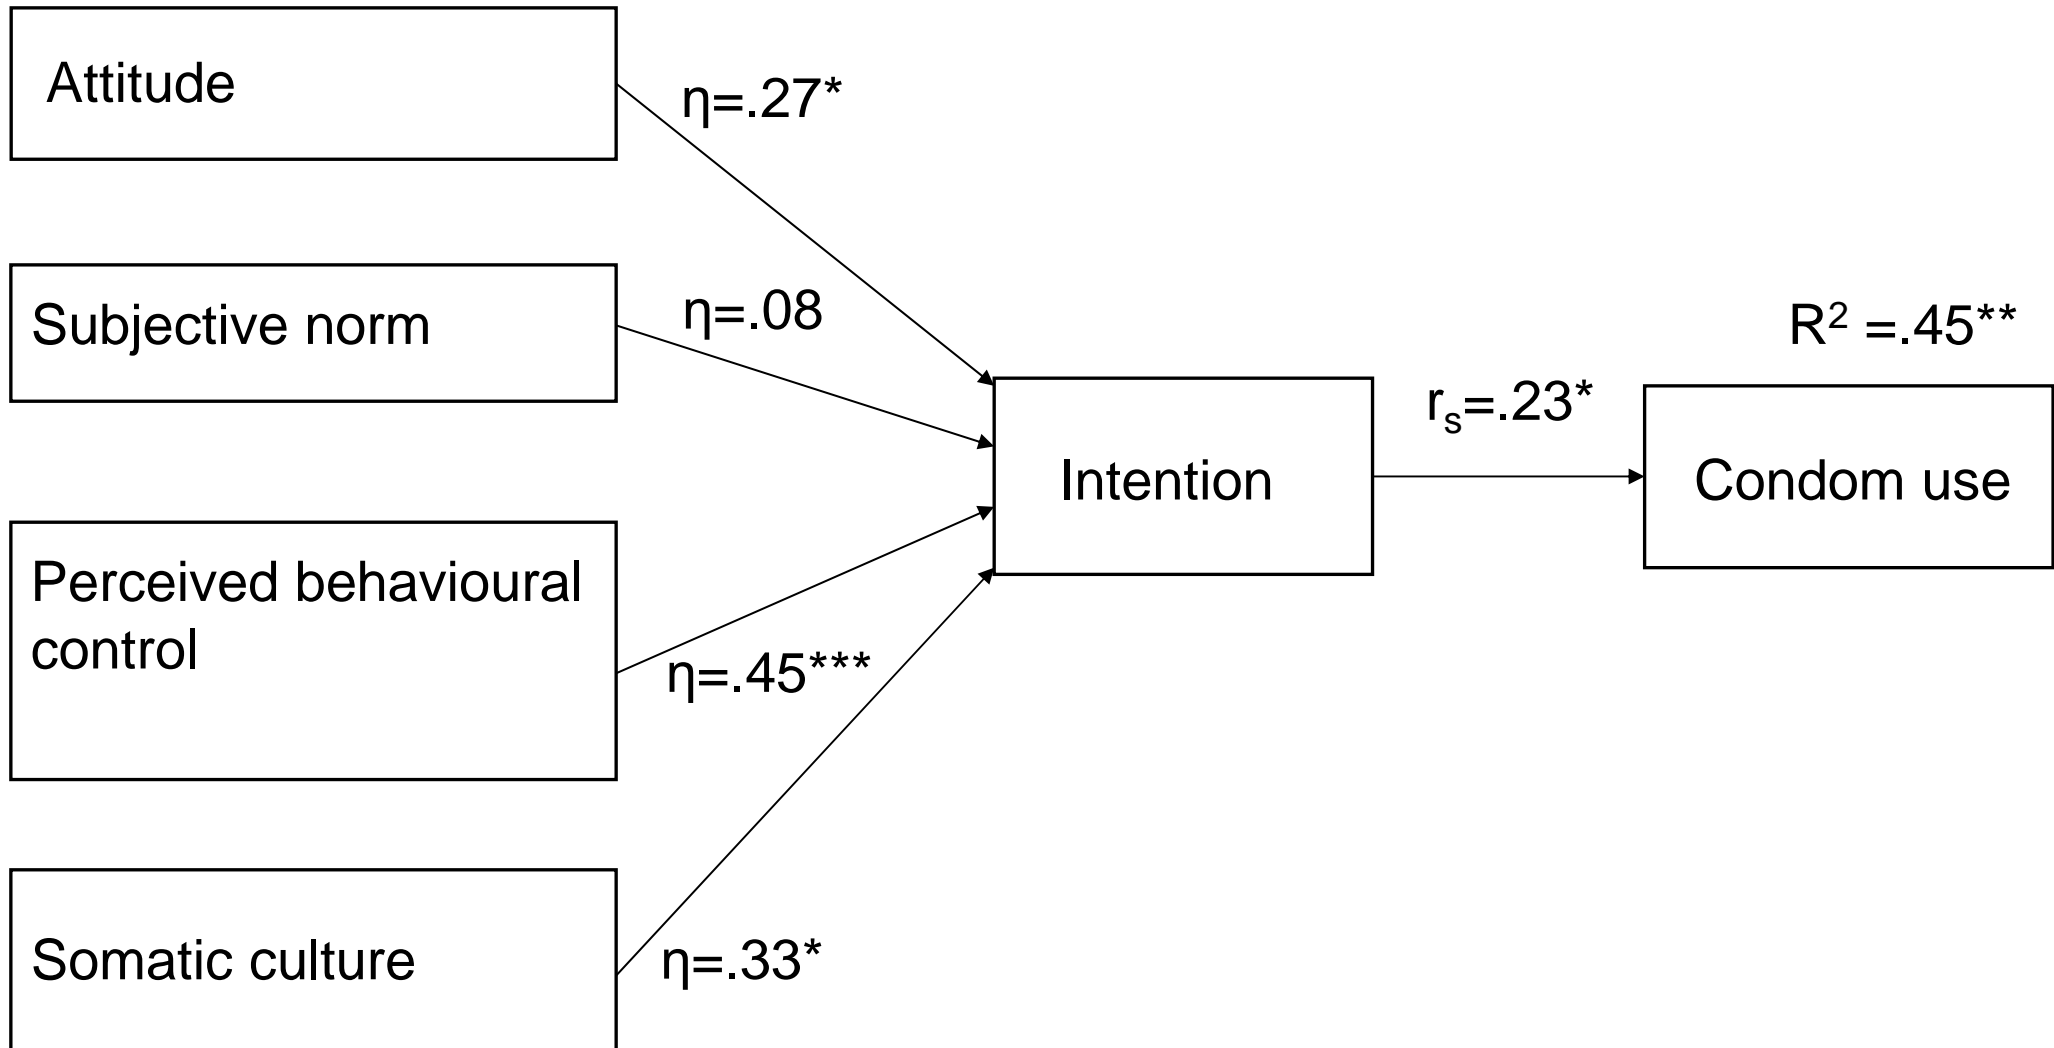 Attitude
η=.27*
Subjective norm
η=.08
R² =.45**
rₛ=.23*
Intention
Condom use
Perceived behavioural
control
η=.45***
Somatic culture
η=.33*